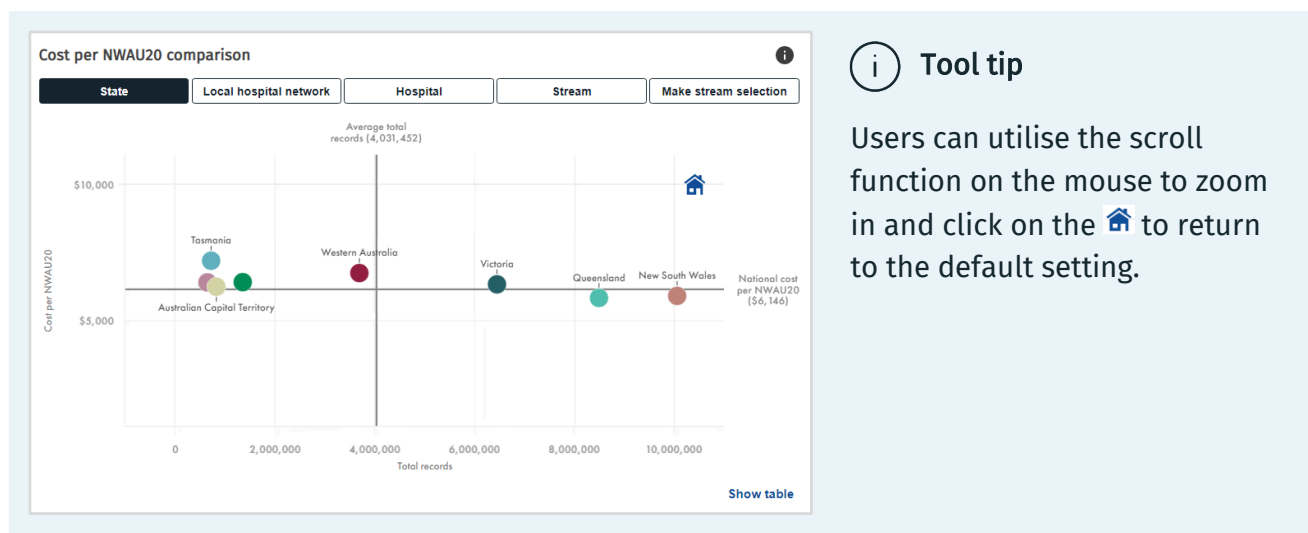 Cost per NWAU20 comparison
i
State
Local hospital network
Hospital
Stream
Make stream selection
Average total
records (4,031,452)
$10,000
Tasmania
Western Australia
Victoria
Queensland
New South Wales
National cost
per NWAU20
($6,146)
Australian Capital Territory
$5,000
Cost per NWAU20
0
2,000,000
4,000,000
6,000,000
8,000,000
10,000,000
Total records
Show table
i
Tool tip
Users can utilise the scroll
function on the mouse to zoom
in and click on the to return
to the default setting.